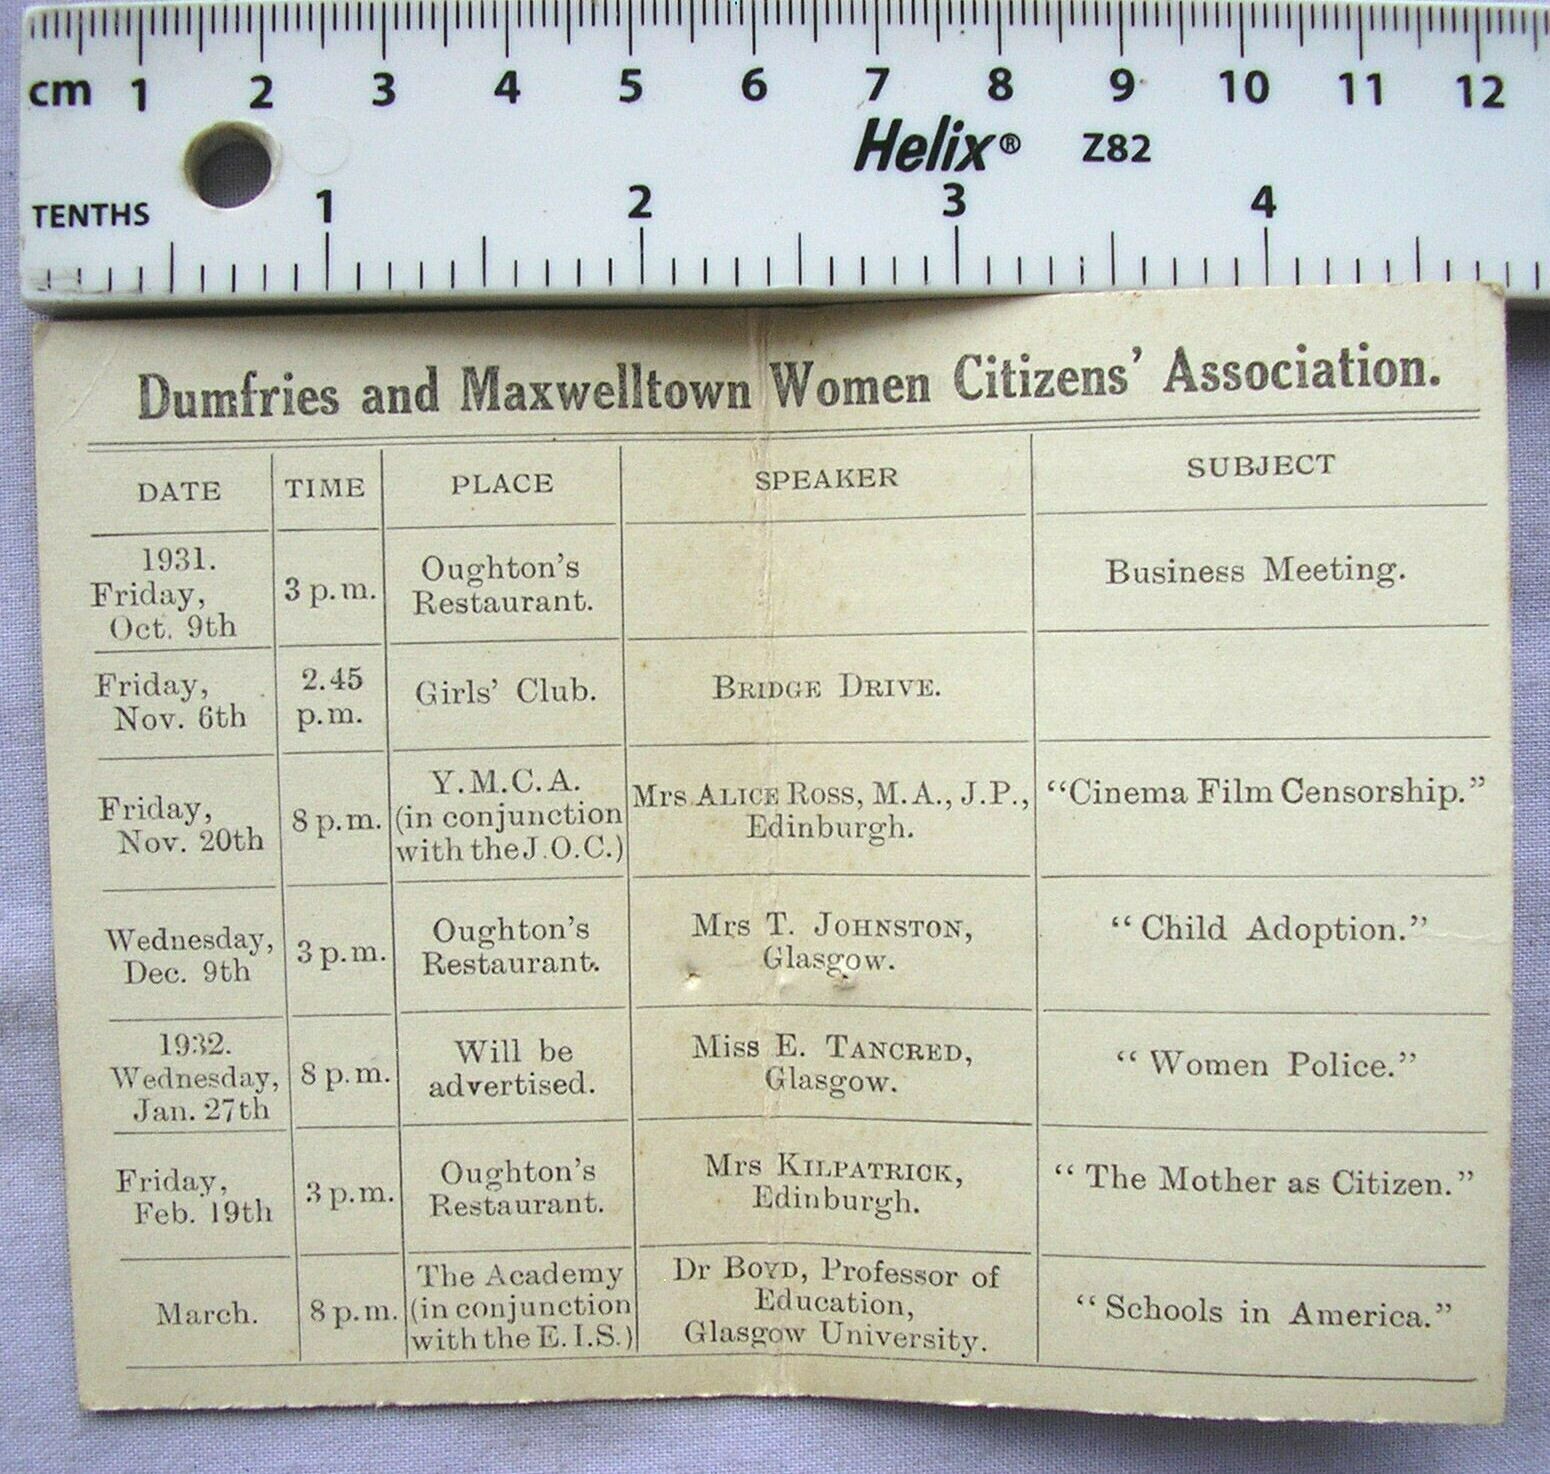 cm 1 2 3 4 5 6 7 8 9 10 11 12
Helix® Z82
TENTHS 1 2 3 4
Dumfries and Maxwelltown Women Citizens' Association.
DATE TIME PLACE SPEAKER SUBJECT
1931.
Friday,
Oct. 9th
3 p.m.
Oughton's
Restaurant.
Business Meeting.
Friday,
Nov. 6th
2.45
p.m.
Girls' Club.
BRIDGE DRIVE.
Friday,
Nov. 20th
8 p.m.
Y.M.C.A.
(in conjunction
with the J.O.C.)
Mrs ALICE ROSS, M.A., J.P.,
Edinburgh.
"Cinema Film Censorship."
Wednesday,
Dec. 9th
3 p.m.
Oughton's
Restaurant.
Mrs T. JOHNSTON,
Glasgow.
"Child Adoption."
1932.
Wednesday,
Jan. 27th
8 p.m.
Will be
advertised.
Miss E. TANCRED,
Glasgow.
"Women Police."
Friday,
Feb. 19th
3 p.m.
Oughton's
Restaurant.
Mrs KILPATRICK,
Edinburgh.
"The Mother as Citizen."
March.
8 p.m.
The Academy
(in conjunction
with the E.I.S.)
Dr BOYD, Professor of
Education,
Glasgow University.
"Schools in America."